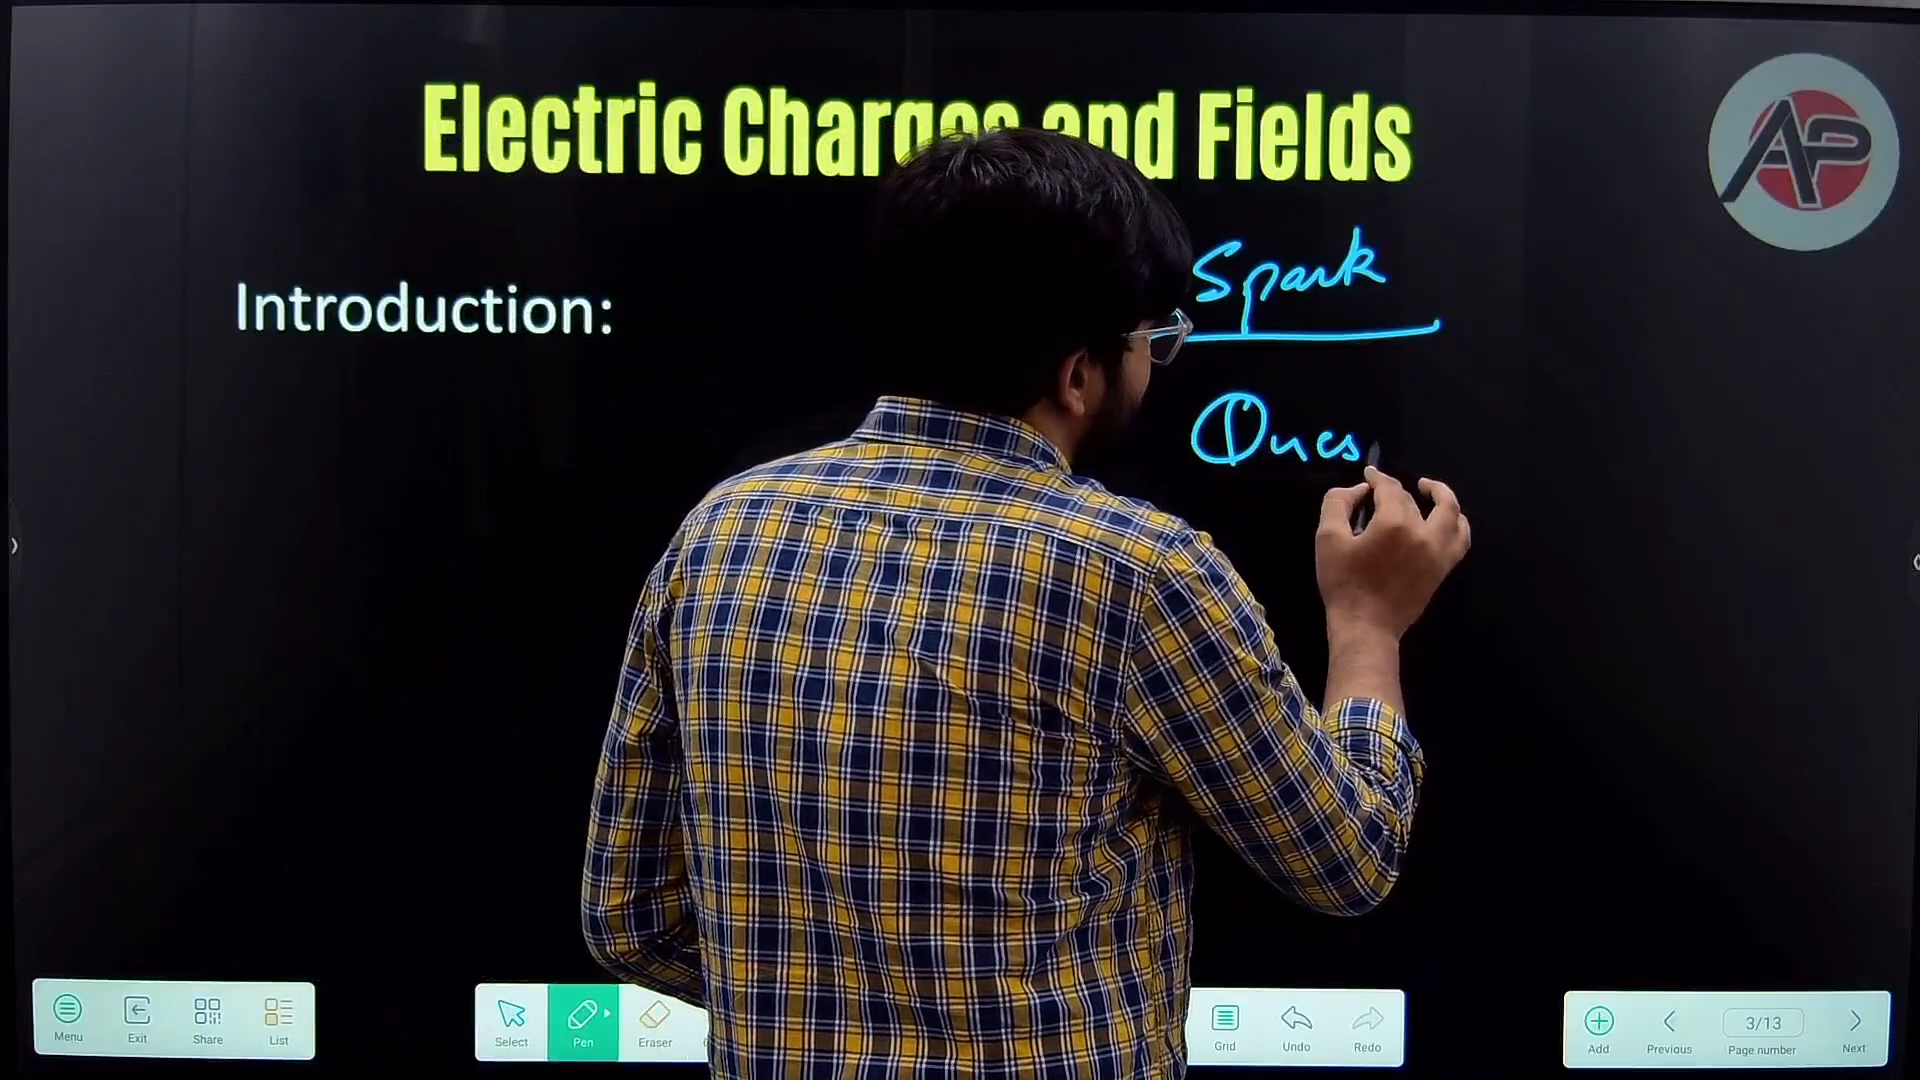 Electric Charges and Fields
AP
Introduction:
Spark
Ques
Menu
Exit
Share
List
Select
Pen
Eraser
Grid
Undo
Redo
Add
Previous
3/13
Page number
Next